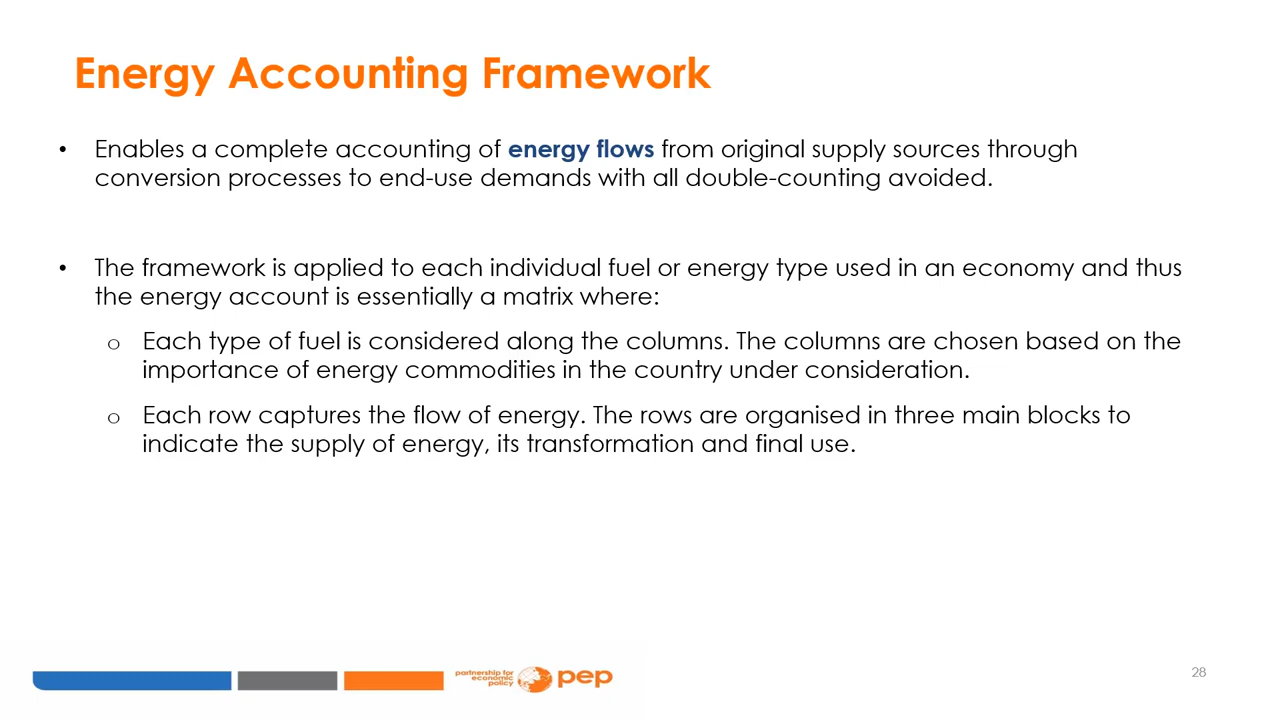 Energy Accounting Framework
• Enables a complete accounting of energy flows from original supply sources through
conversion processes to end-use demands with all double-counting avoided.
• The framework is applied to each individual fuel or energy type used in an economy and thus
the energy account is essentially a matrix where:
o Each type of fuel is considered along the columns. The columns are chosen based on the
importance of energy commodities in the country under consideration.
o Each row captures the flow of energy. The rows are organised in three main blocks to
indicate the supply of energy, its transformation and final use.
partnership for
economic
policy
pep
28